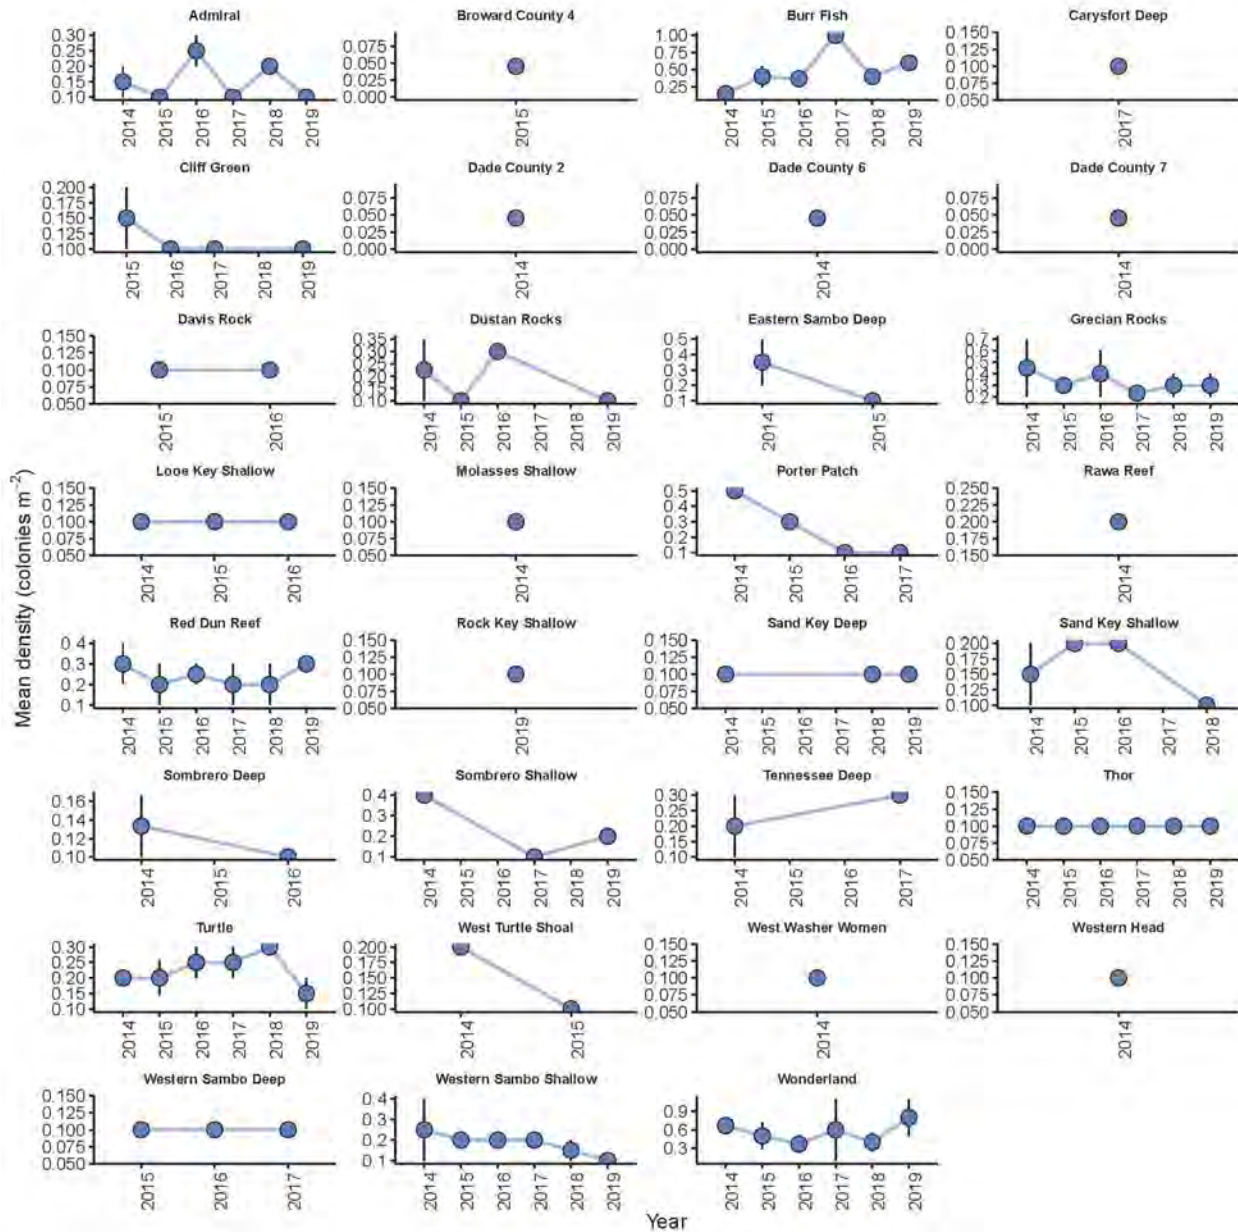 Mean density (colonies m⁻²)
Admiral
0.30
0.25
0.20
0.15
0.10
2014 2015 2016 2017 2018 2019
Broward County 4
0.075
0.050
0.025
0.000
2015
Burr Fish
1.00
0.75
0.50
0.25
2014 2015 2016 2017 2018 2019
Carysfort Deep
0.150
0.125
0.100
0.075
0.050
2017
Cliff Green
0.200
0.175
0.150
0.125
0.100
2015 2016 2017 2018 2019
Dade County 2
0.075
0.050
0.025
0.000
2014
Dade County 6
0.075
0.050
0.025
0.000
2014
Dade County 7
0.075
0.050
0.025
0.000
2014
Davis Rock
0.150
0.125
0.100
0.075
0.050
2015 2016
Dustan Rocks
0.35
0.10
2014 2015 2016 2017 2018 2019
Eastern Sambo Deep
0.5
0.4
0.3
0.2
0.1
2014 2015
Grecian Rocks
0.7
0.2
2014 2015 2016 2017 2018 2019
Looe Key Shallow
0.150
0.125
0.100
0.075
0.050
2014 2015 2016
Molasses Shallow
0.150
0.125
0.100
0.075
0.050
2014
Porter Patch
0.5
0.4
0.3
0.2
0.1
2014 2015 2016 2017
Rawa Reef
0.250
0.225
0.200
0.175
0.150
2014
Red Dun Reef
0.4
0.3
0.2
0.1
2014 2015 2016 2017 2018 2019
Rock Key Shallow
0.150
0.125
0.100
0.075
0.050
2019
Sand Key Deep
0.150
0.125
0.100
0.075
0.050
2014 2015 2016 2017 2018 2019
Sand Key Shallow
0.200
0.175
0.150
0.125
0.100
2014 2015 2016 2017 2018
Sombrero Deep
0.16
0.14
0.12
0.10
2014 2015 2016
Sombrero Shallow
0.4
0.3
0.2
0.1
2014 2015 2016 2017 2018 2019
Tennessee Deep
0.30
0.25
0.20
0.15
0.10
2014 2015 2016 2017
Thor
0.150
0.125
0.100
0.075
0.050
2014 2015 2016 2017 2018 2019
Turtle
0.30
0.25
0.20
0.15
0.10
2014 2015 2016 2017 2018 2019
West Turtle Shoal
0.200
0.175
0.150
0.125
0.100
2014 2015
West Washer Women
0.150
0.125
0.100
0.075
0.050
2014
Western Head
0.150
0.125
0.100
0.075
0.050
2014
Western Sambo Deep
0.150
0.125
0.100
0.075
0.050
2015 2016 2017
Western Sambo Shallow
0.4
0.3
0.2
0.1
2014 2015 2016 2017 2018 2019
Wonderland
0.9
0.6
0.3
2014 2015 2016 2017 2018 2019
Year